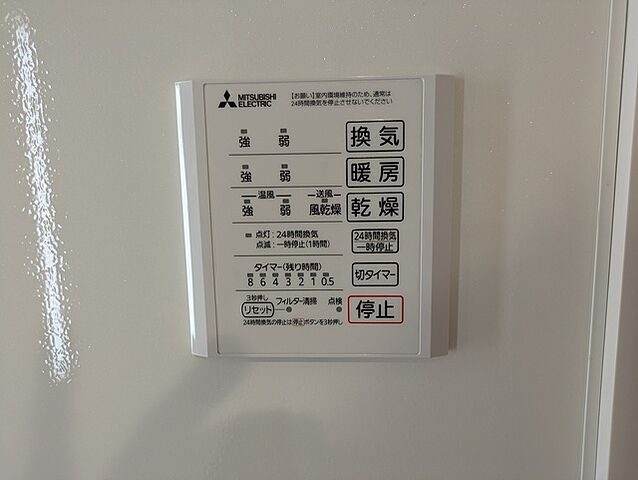 MITSUBISHI
ELECTRIC
【お願い】室内環境維持のため、通常は
24時間換気を停止させないでください
強 弱 換気
強 弱 暖房
温風 送風
強 弱 風乾燥 乾燥
点灯:24時間換気
点滅:一時停止(1時間)
24時間換気
一時停止
タイマー(残り時間)
8 6 4 3 2 1 0.5
切タイマー
3秒押し
リセット フィルター清掃 点検
停止
24時間換気の停止は停止ボタンを3秒押し